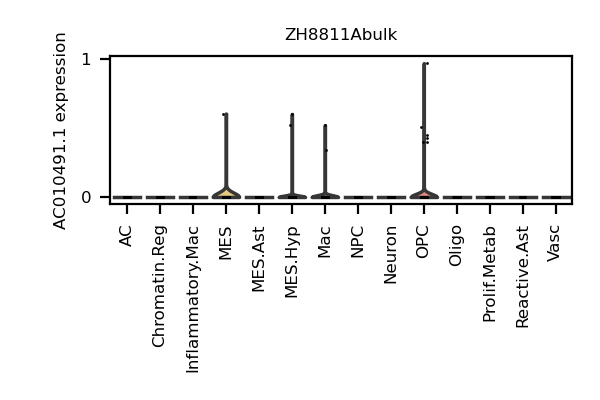 ZH8811Abulk
AC010491.1 expression
1
0
AC
Chromatin.Reg
Inflammatory.Mac
MES
MES.Ast
MES.Hyp
Mac
NPC
Neuron
OPC
Oligo
Prolif.Metab
Reactive.Ast
Vasc